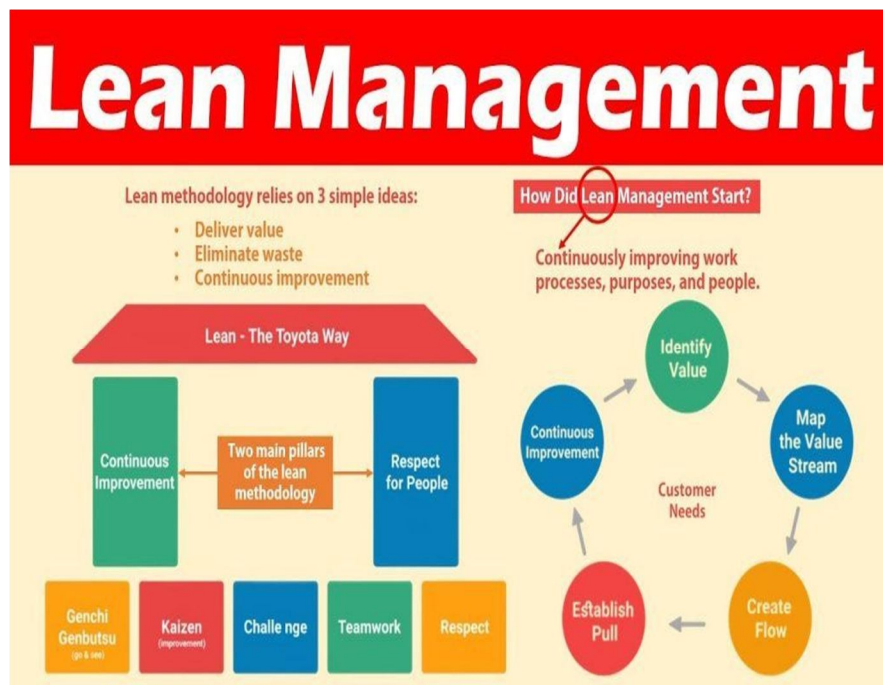 Lean Management
Lean methodology relies on 3 simple ideas:
• Deliver value
• Eliminate waste
• Continuous improvement
Lean - The Toyota Way
Continuous
Improvement
Two main pillars
of the lean
methodology
Respect
for People
Genchi
Genbutsu
(go & see)
Kaizen
(improvement)
Challe nge
Teamwork
Respect
How Did Lean Management Start?
Continuously improving work
processes, purposes, and people.
Identify
Value
Map
the Value
Stream
Create
Flow
Establish
Pull
Continuous
Improvement
Customer
Needs